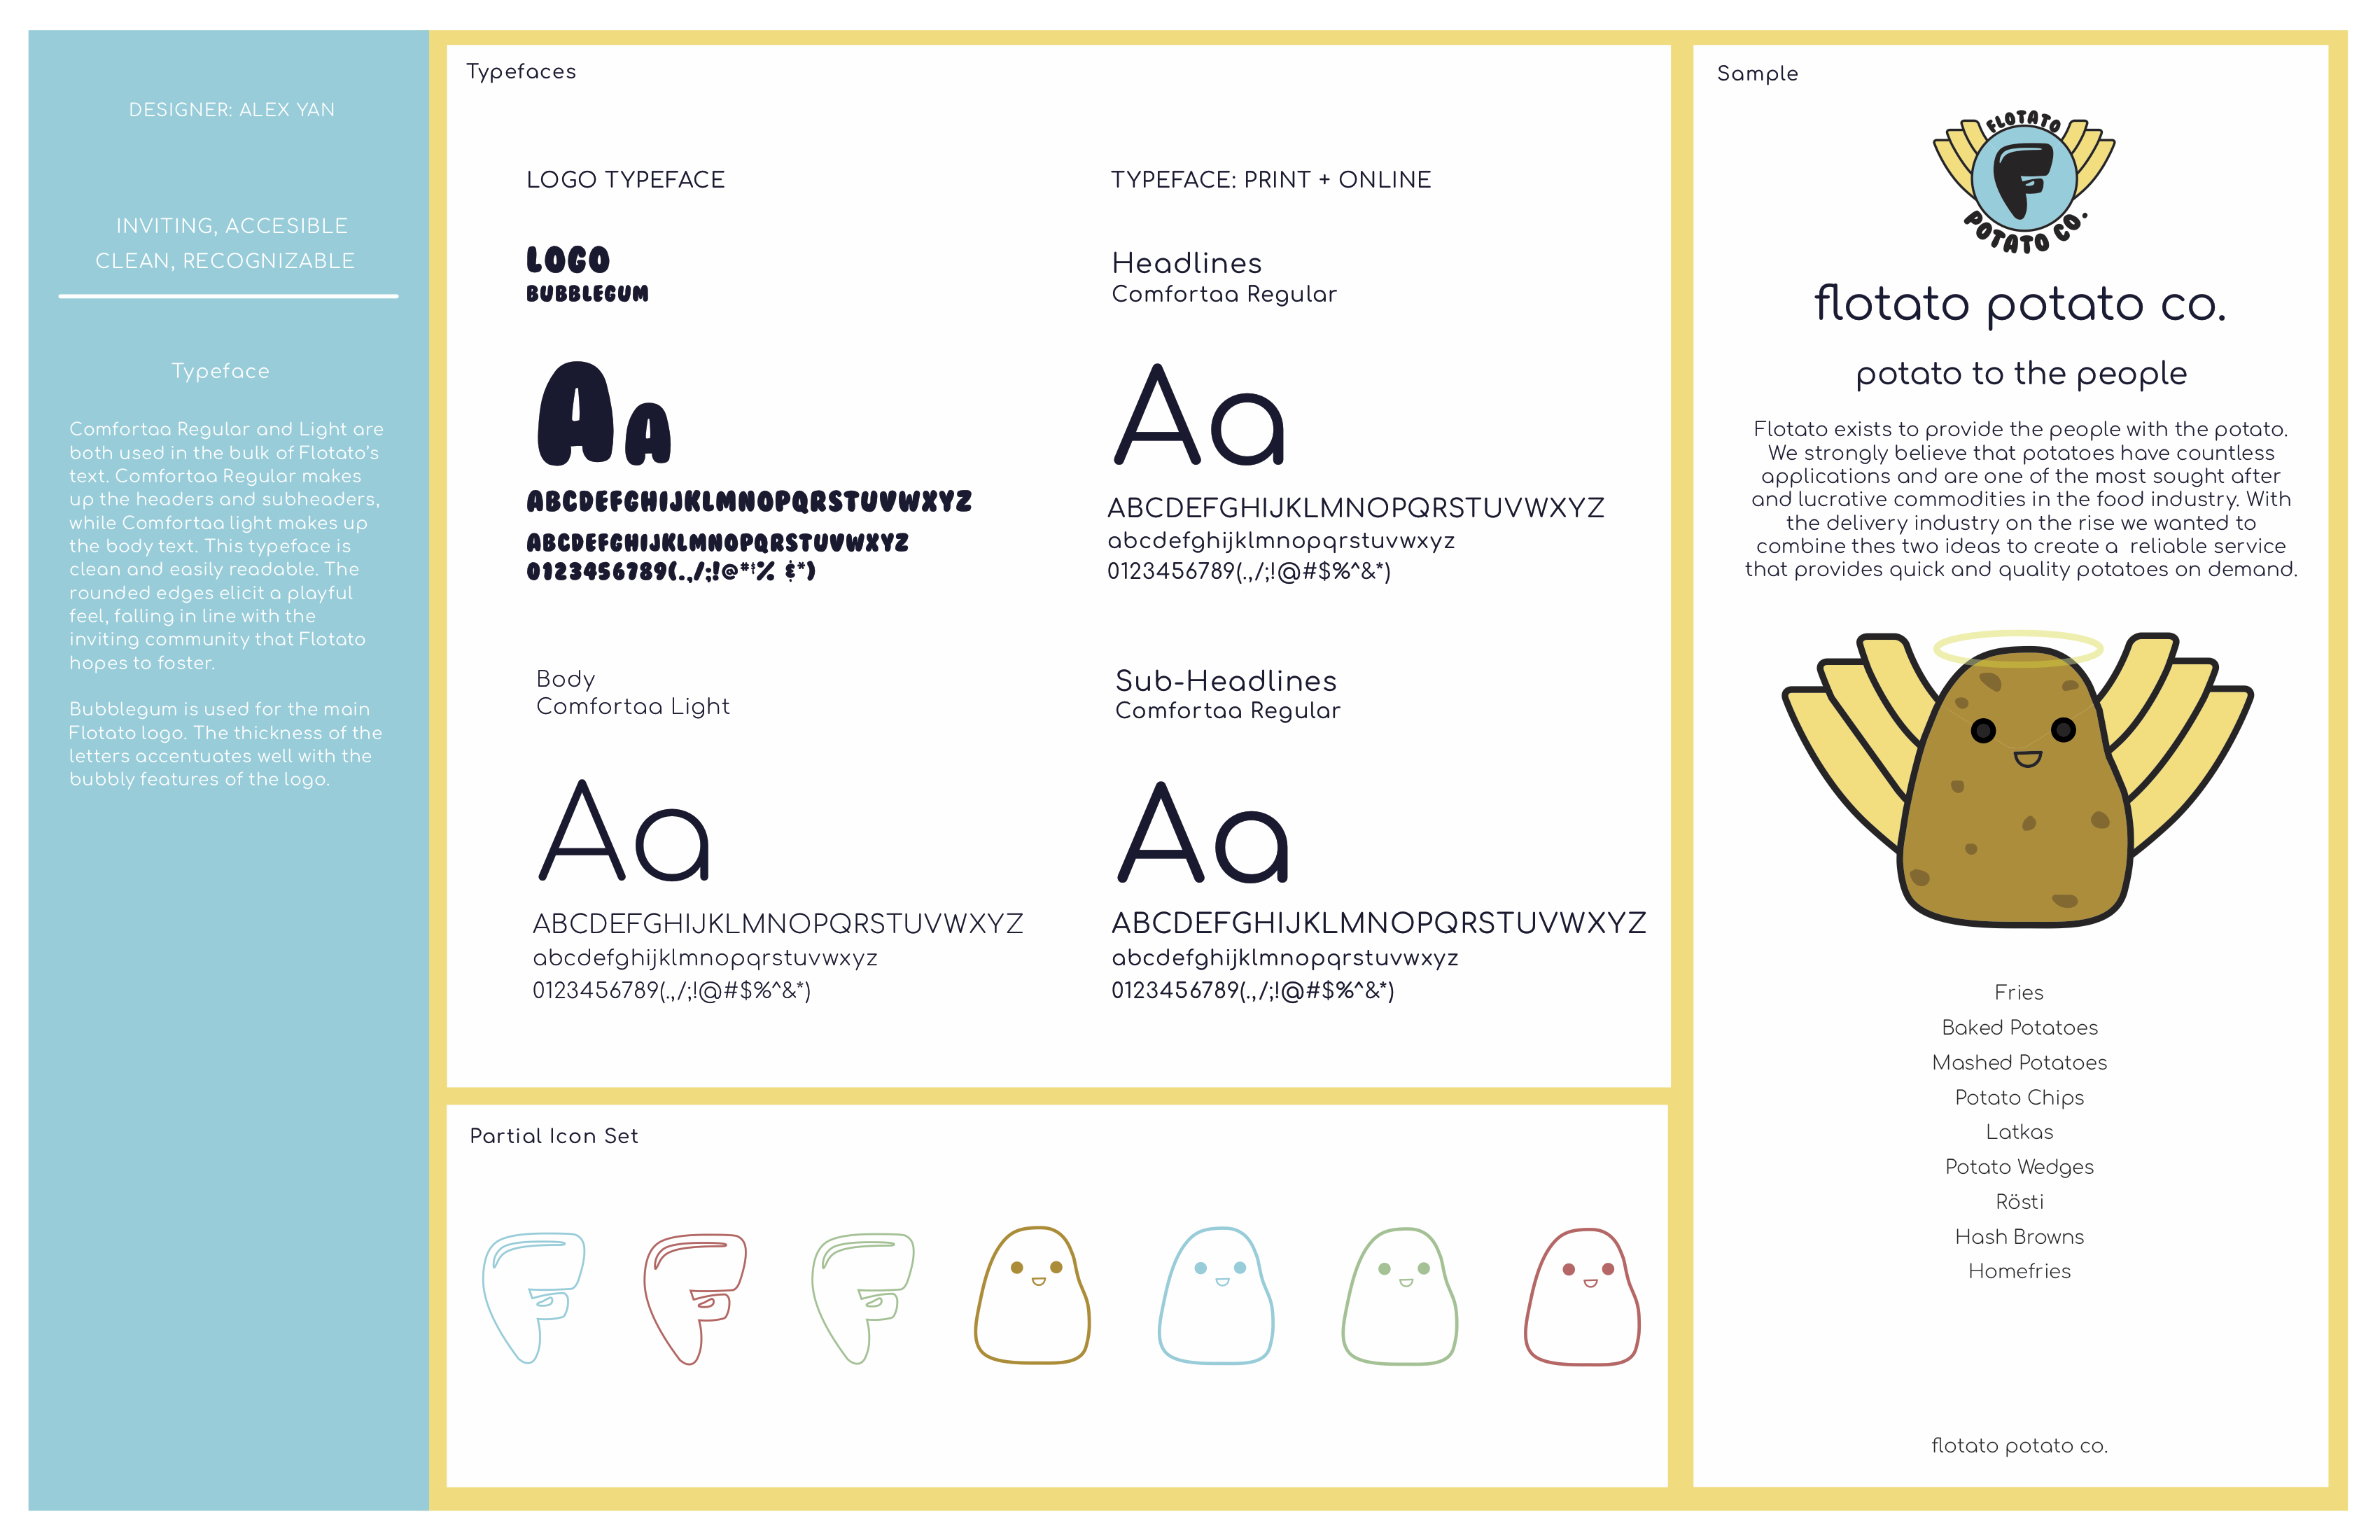 DESIGNER: ALEX YAN
INVITING, ACCESIBLE
CLEAN, RECOGNIZABLE
Typeface
Comfortaa Regular and Light are
both used in the bulk of Flotato's
text. Comfortaa Regular makes
up the headers and subheaders,
while Comfortaa light makes up
the body text. This typeface is
clean and easily readable. The
rounded edges elicit a playful
feel, falling in line with the
inviting community that Flotato
hopes to foster.
Bubblegum is used for the main
Flotato logo. The thickness of the
letters accentuates well with the
bubbly features of the logo.
Typefaces
LOGO TYPEFACE
LOGO
BUBBLEGUM
Aa
ABCDEFGHIJKLMNOPQRSTUVWXYZ
ABCDEFGHIJKLMNOPQRSTUVWXYZ
0123456789(.,/;!@#$% &*)
TYPEFACE: PRINT + ONLINE
Headlines
Comfortaa Regular
Aa
ABCDEFGHIJKLMNOPQRSTUVWXYZ
abcdefghijklmnopqrstuvwxyz
0123456789(.,/;!@#$%^&*)
Body
Comfortaa Light
Aa
ABCDEFGHIJKLMNOPQRSTUVWXYZ
abcdefghijklmnopqrstuvwxyz
0123456789(.,/;!@#$%^&*)
Sub-Headlines
Comfortaa Regular
Aa
ABCDEFGHIJKLMNOPQRSTUVWXYZ
abcdefghijklmnopqrstuvwxyz
0123456789(.,/;!@#$%^&*)
Partial Icon Set
F F F
Sample
FLOTATO
F
POTATO CO.
flotato potato co.
potato to the people
Flotato exists to provide the people with the potato.
We strongly believe that potatoes have countless
applications and are one of the most sought after
and lucrative commodities in the food industry. With
the delivery industry on the rise we wanted to
combine thes two ideas to create a  reliable service
that provides quick and quality potatoes on demand.
Fries
Baked Potatoes
Mashed Potatoes
Potato Chips
Latkas
Potato Wedges
Rösti
Hash Browns
Homefries
flotato potato co.